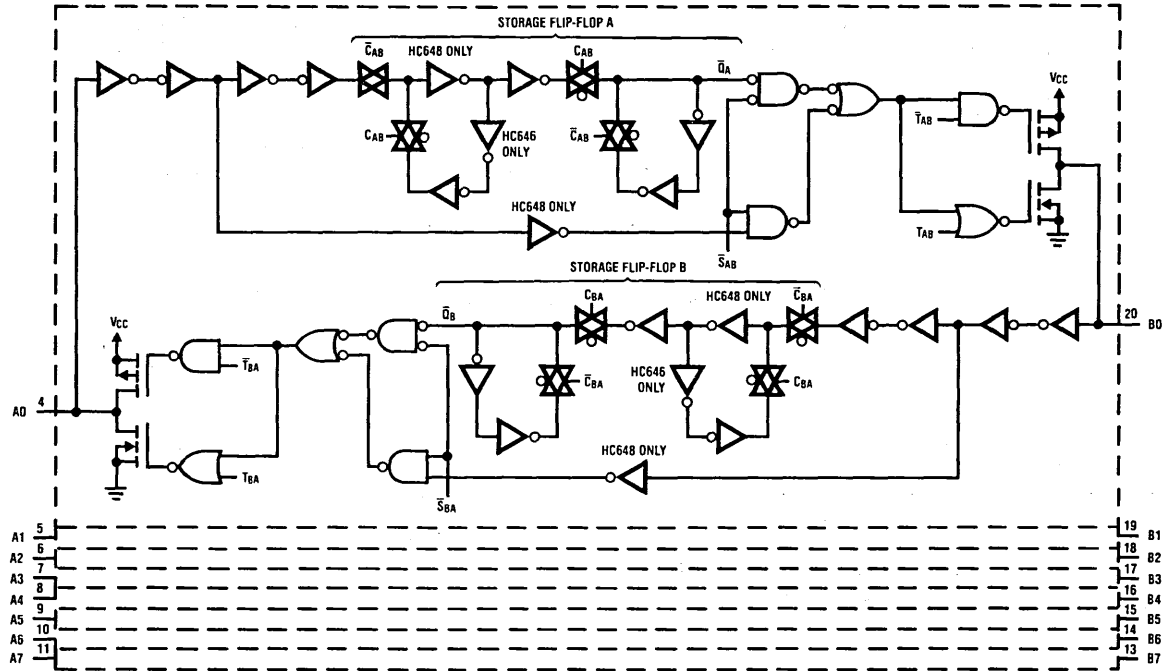 STORAGE FLIP-FLOP A
C̅AB
HC648 ONLY
CAB
Q̅A
VCC
CAB
HC646
ONLY
C̅AB
T̅AB
HC648 ONLY
S̅AB
TAB
STORAGE FLIP-FLOP B
Q̅B
CBA
HC648 ONLY
C̅BA
20
B0
VCC
T̅BA
C̅BA
HC646
ONLY
CBA
A0
4
HC648 ONLY
TBA
S̅BA
A1
5
19
B1
A2
6
18
B2
A3
7
17
B3
A4
8
16
B4
A5
9
15
B5
A6
10
14
B6
A7
11
13
B7